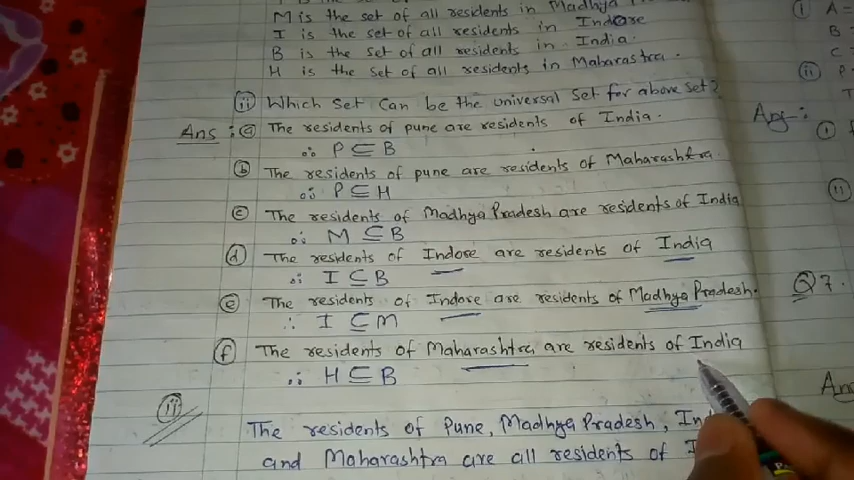 M is the set of all residents in Madhya
I is the set of all residents in Indore
B is the set of all residents in India.
H is the set of all residents in Maharastra.
(ii) Which set can be the universal set for above set?
Ans : (a) The residents of pune are residents of India.
∴ P ⊆ B
(b) The residents of pune are residents of Maharashtra.
∴ P ⊆ H
(c) The residents of Madhya Pradesh are residents of India
∴ M ⊆ B
(d) The residents of Indore are residents of India
∴ I ⊆ B
(e) The residents of Indore are residents of Madhya Pradesh.
∴ I ⊆ M
(f) The residents of Maharashtra are residents of India
∴ H ⊆ B
(ii) The residents of Pune, Madhya Pradesh,
and Maharashtra are all residents of
(i) A =
B =
C =
(ii) P =
Ans :
(i)
(ii)
Q 7.